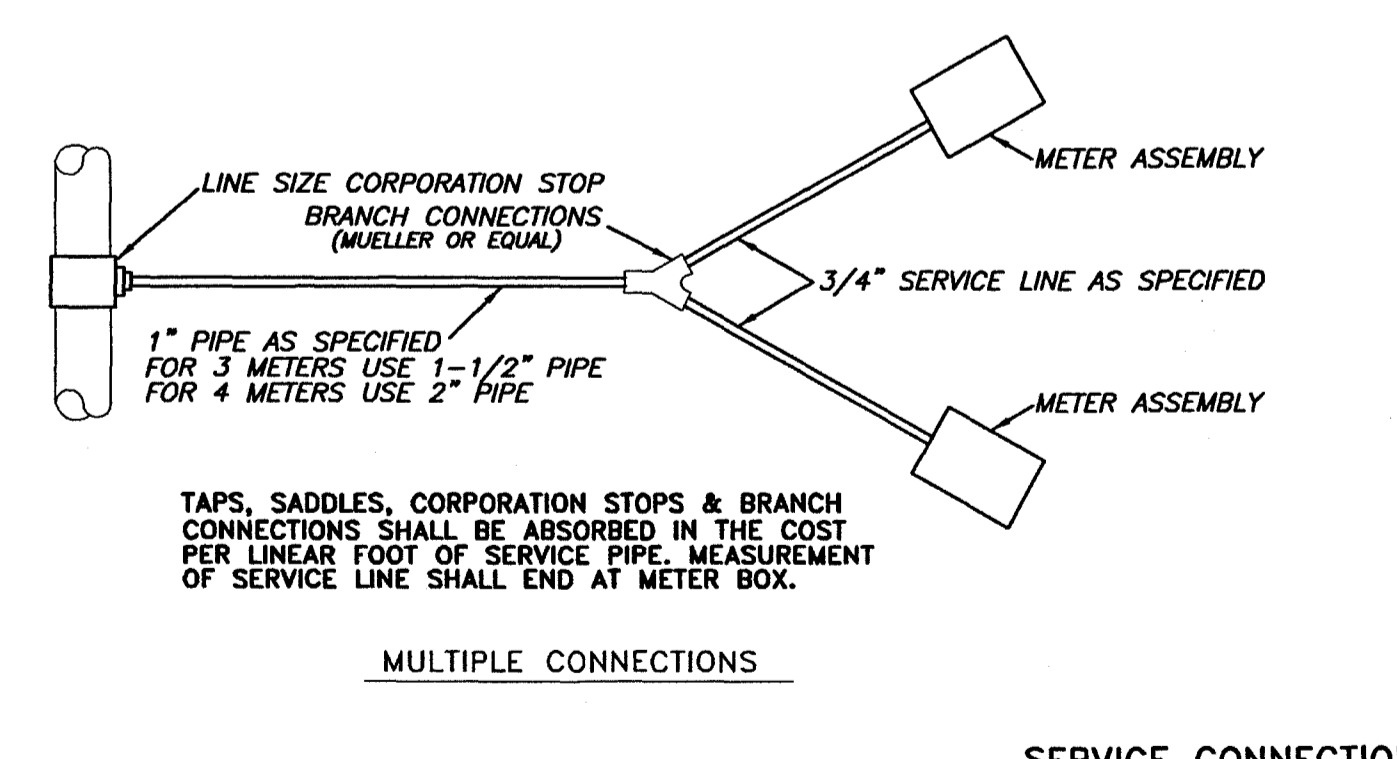 LINE SIZE CORPORATION STOP
BRANCH CONNECTIONS
(MUELLER OR EQUAL)
METER ASSEMBLY
3/4" SERVICE LINE AS SPECIFIED
1" PIPE AS SPECIFIED
FOR 3 METERS USE 1-1/2" PIPE
FOR 4 METERS USE 2" PIPE
METER ASSEMBLY
TAPS, SADDLES, CORPORATION STOPS & BRANCH
CONNECTIONS SHALL BE ABSORBED IN THE COST
PER LINEAR FOOT OF SERVICE PIPE. MEASUREMENT
OF SERVICE LINE SHALL END AT METER BOX.
MULTIPLE CONNECTIONS
SERVICE